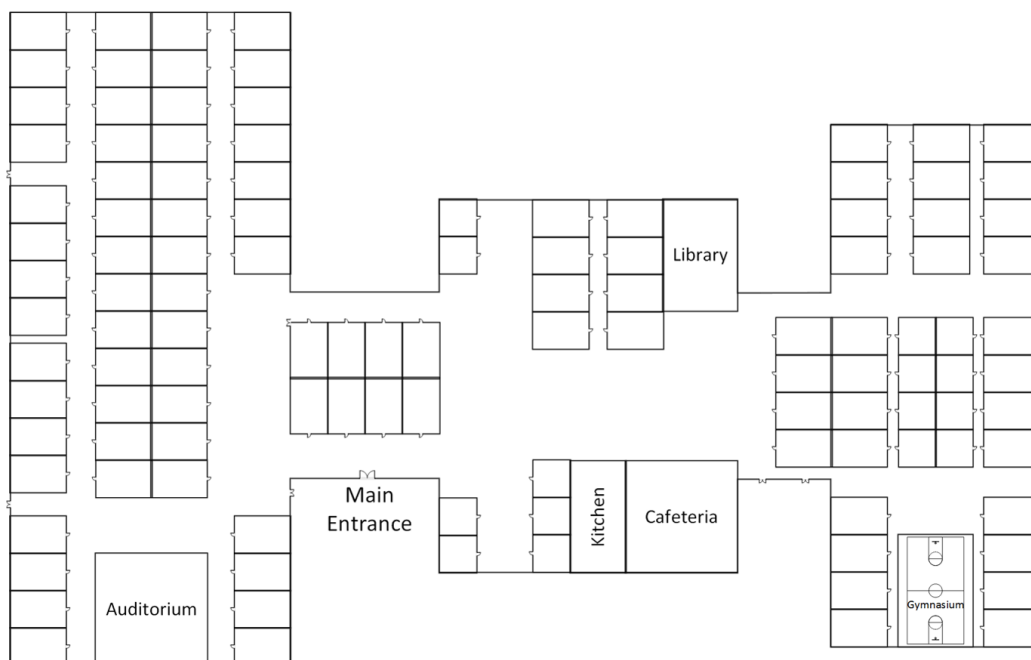 Library
Main
Entrance
Kitchen
Cafeteria
Auditorium
Gymnasium